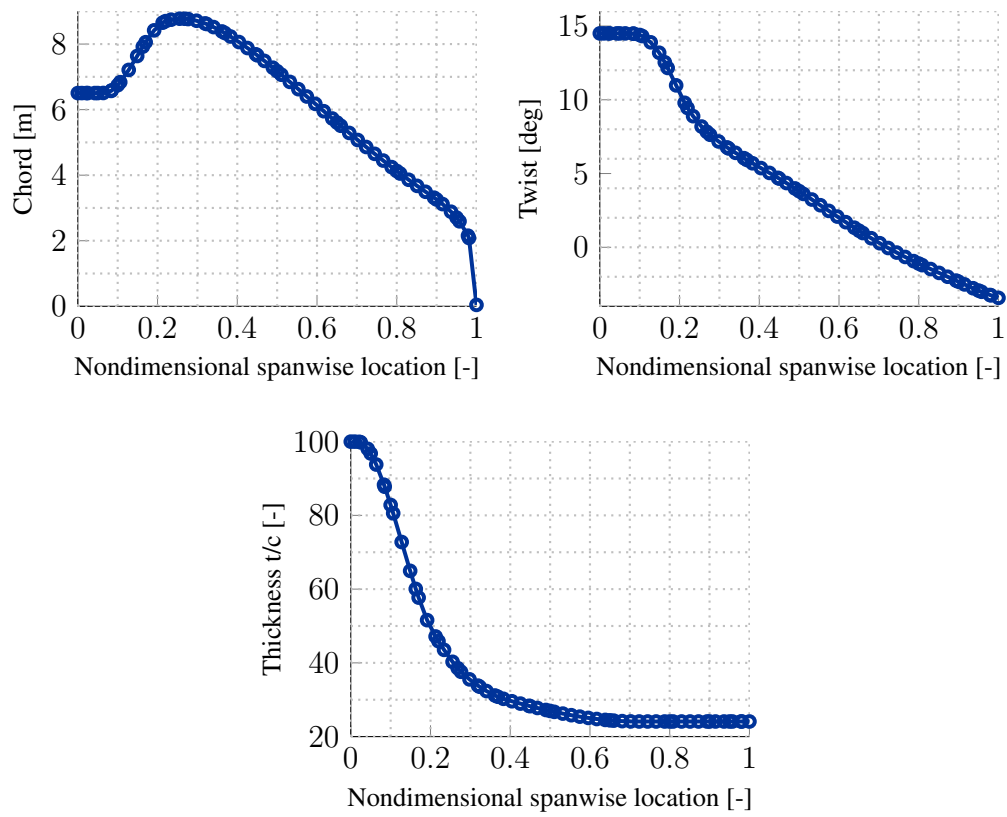 8
6
4
2
0
Chord [m]
0 0.2 0.4 0.6 0.8 1
Nondimensional spanwise location [-]
15
10
5
0
Twist [deg]
0 0.2 0.4 0.6 0.8 1
Nondimensional spanwise location [-]
100
80
60
40
20
Thickness t/c [-]
0 0.2 0.4 0.6 0.8 1
Nondimensional spanwise location [-]